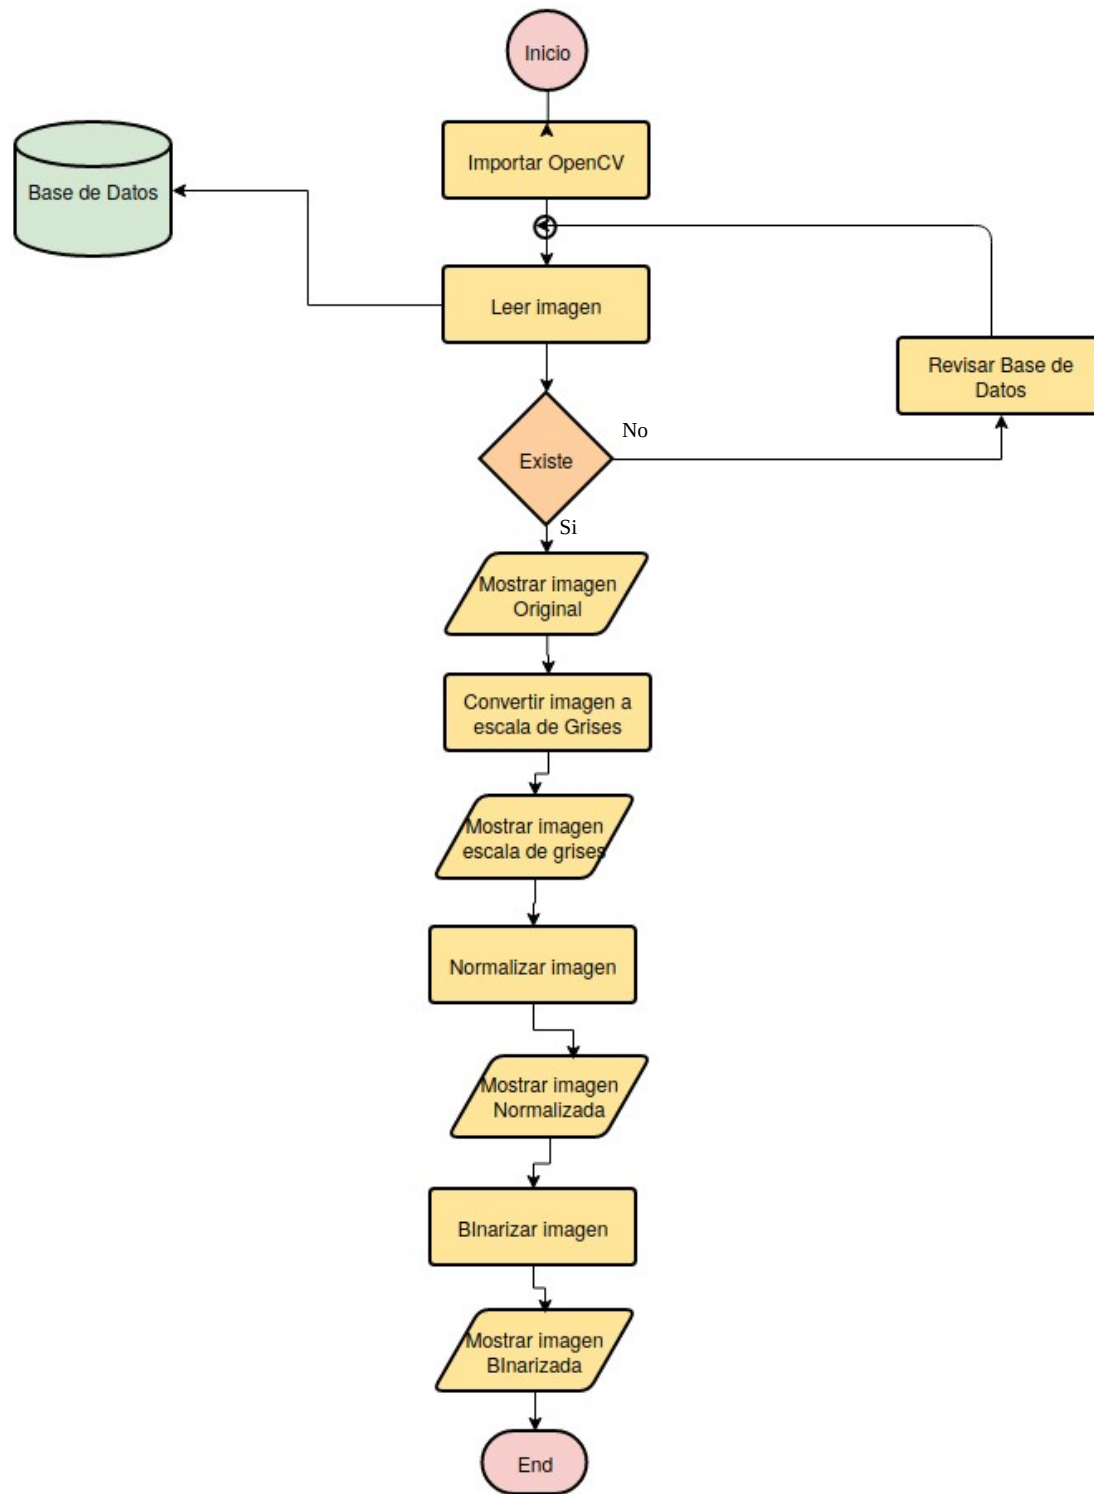 Inicio
Importar OpenCV
Base de Datos
Leer imagen
Revisar Base de
Datos
No
Existe
Si
Mostrar imagen
Original
Convertir imagen a
escala de Grises
Mostrar imagen
escala de grises
Normalizar imagen
Mostrar imagen
Normalizada
BInarizar imagen
Mostrar imagen
BInarizada
End